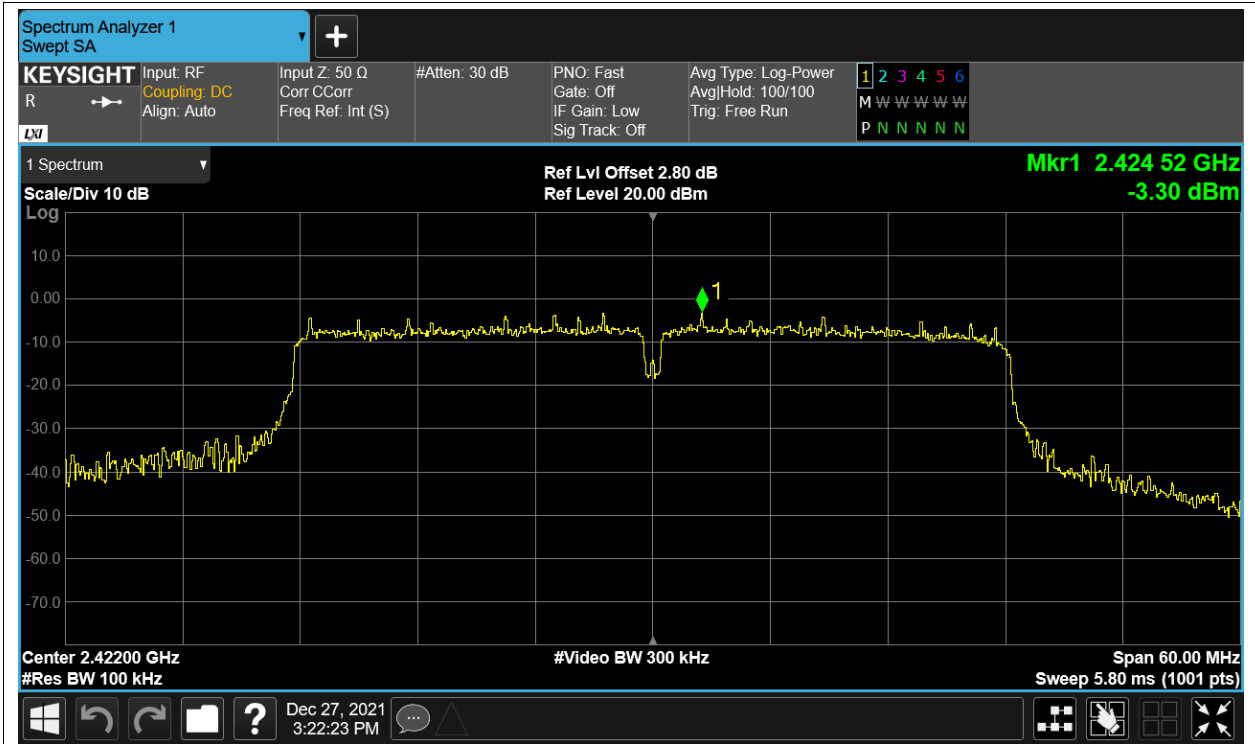 Spectrum Analyzer 1
Swept SA
KEYSIGHT
R
LXI
Input: RF
Coupling: DC
Align: Auto
Input Z: 50 Ω
Corr CCorr
Freq Ref: Int (S)
#Atten: 30 dB
PNO: Fast
Gate: Off
IF Gain: Low
Sig Track: Off
Avg Type: Log-Power
Avg|Hold: 100/100
Trig: Free Run
1 2 3 4 5 6
M W W W W W
P N N N N N
1 Spectrum
Scale/Div 10 dB
Log
Ref Lvl Offset 2.80 dB
Ref Level 20.00 dBm
Mkr1 2.424 52 GHz
-3.30 dBm
10.0
0.00
-10.0
-20.0
-30.0
-40.0
-50.0
-60.0
-70.0
1
Center 2.42200 GHz
#Res BW 100 kHz
#Video BW 300 kHz
Span 60.00 MHz
Sweep 5.80 ms (1001 pts)
?
Dec 27, 2021
3:22:23 PM